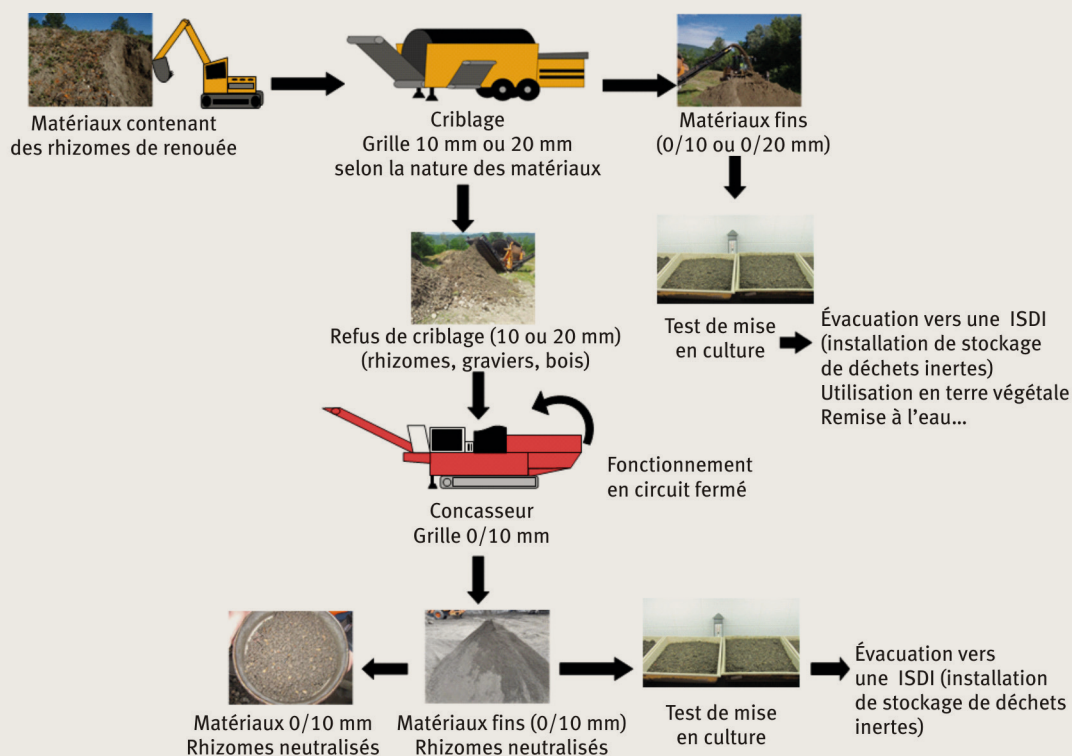 Matériaux contenant
des rhizomes de renouée
Criblage
Grille 10 mm ou 20 mm
selon la nature des matériaux
Matériaux fins
(0/10 ou 0/20 mm)
Refus de criblage (10 ou 20 mm)
(rhizomes, graviers, bois)
Test de mise
en culture
Évacuation vers une ISDI
(installation de stockage
de déchets inertes)
Utilisation en terre végétale
Remise à l’eau...
Fonctionnement
en circuit fermé
Concasseur
Grille 0/10 mm
Matériaux 0/10 mm
Rhizomes neutralisés
Matériaux fins (0/10 mm)
Rhizomes neutralisés
Test de mise
en culture
Évacuation vers
une ISDI (installation
de stockage de déchets
inertes)